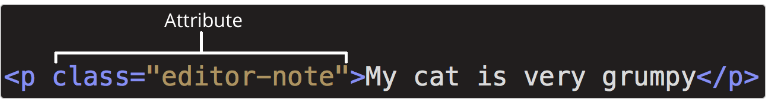 Attribute
<p class="editor-note">My cat is very grumpy</p>